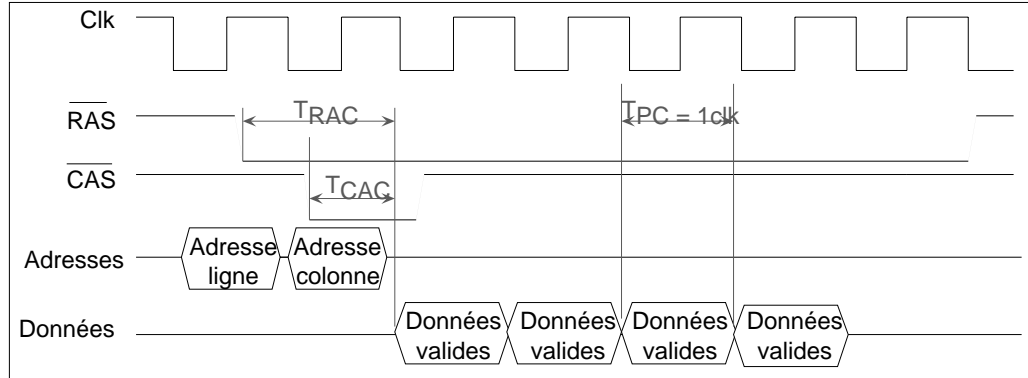 Clk
RAS
TRAC
TPC = 1clk
CAS
TCAC
Adresses
Adresse
ligne
Adresse
colonne
Données
Données
valides
Données
valides
Données
valides
Données
valides